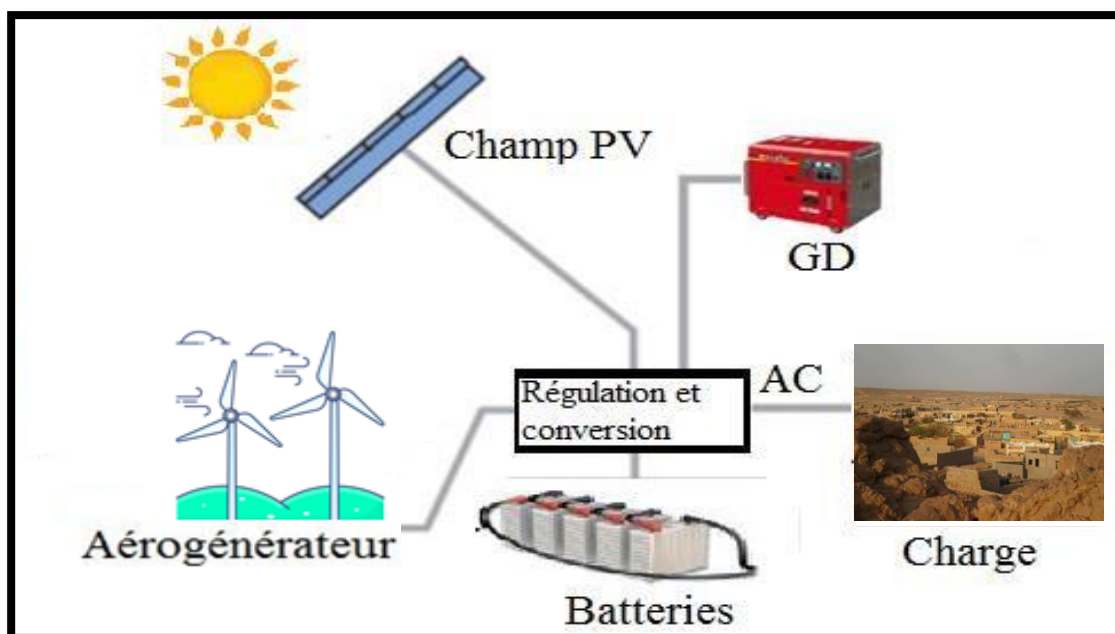 Champ PV
GD
Régulation et
conversion
AC
Aérogénérateur
Batteries
Charge